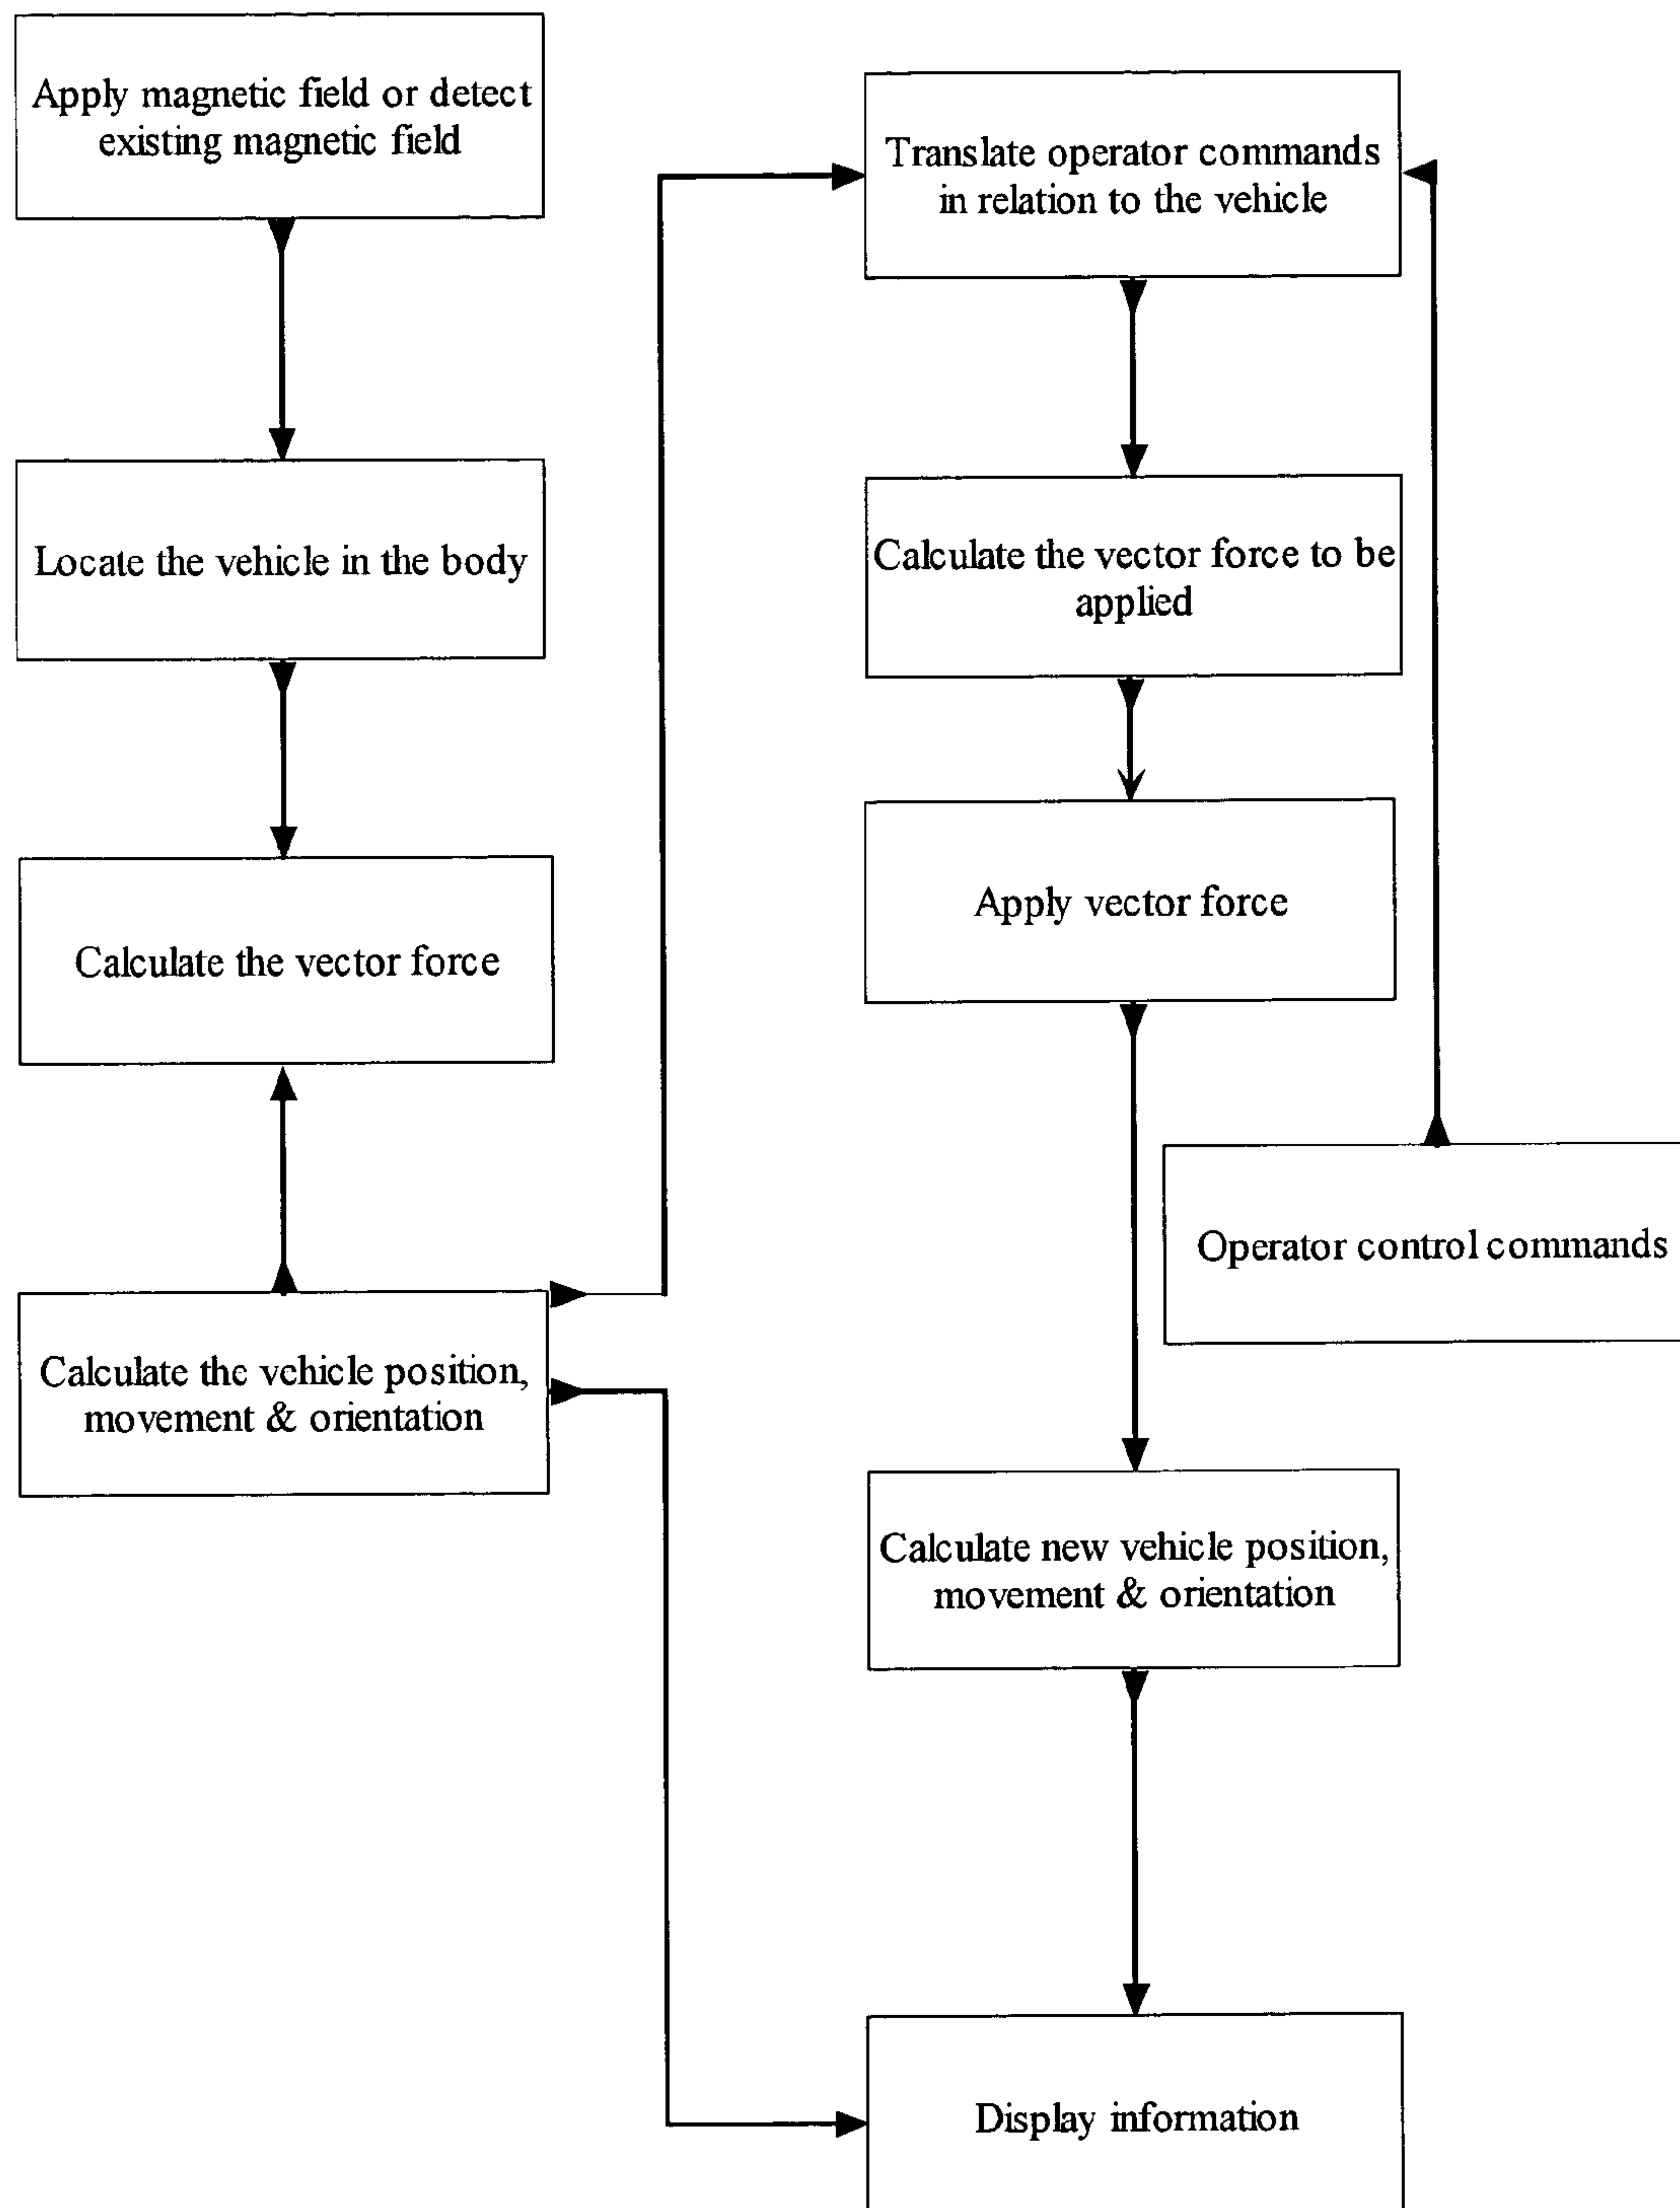 Apply magnetic field or detect
existing magnetic field
Locate the vehicle in the body
Calculate the vector force
Calculate the vehicle position,
movement & orientation
Translate operator commands
in relation to the vehicle
Calculate the vector force to be
applied
Apply vector force
Operator control commands
Calculate new vehicle position,
movement & orientation
Display information